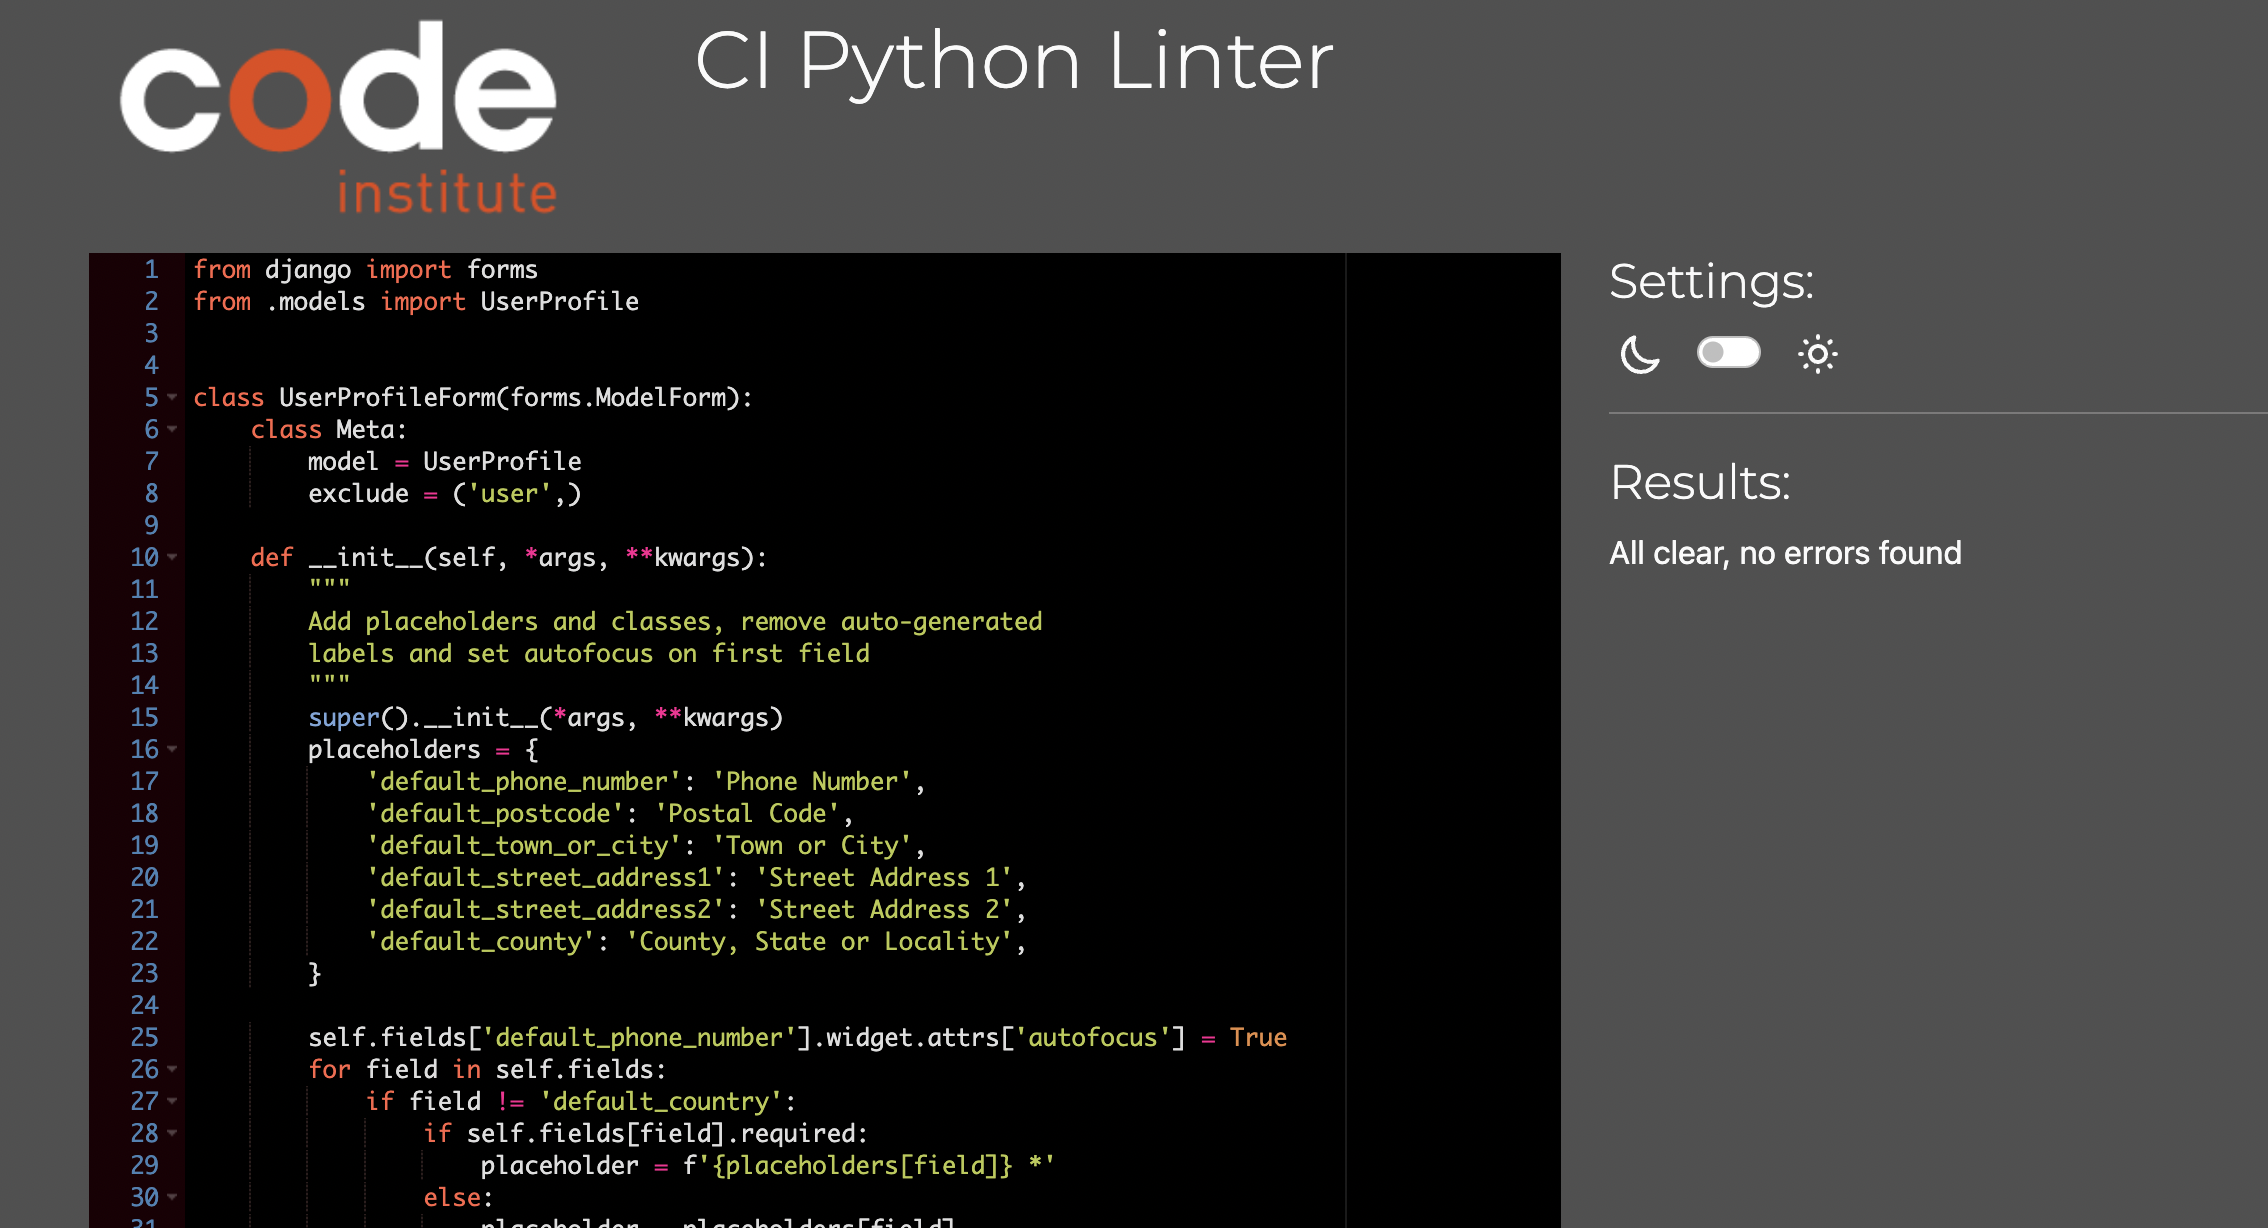 code
institute
CI Python Linter
1 from django import forms
2 from .models import UserProfile
3
4
5 class UserProfileForm(forms.ModelForm):
6     class Meta:
7         model = UserProfile
8         exclude = ('user',)
9
10     def __init__(self, *args, **kwargs):
11         """
12         Add placeholders and classes, remove auto-generated
13         labels and set autofocus on first field
14         """
15         super().__init__(*args, **kwargs)
16         placeholders = {
17             'default_phone_number': 'Phone Number',
18             'default_postcode': 'Postal Code',
19             'default_town_or_city': 'Town or City',
20             'default_street_address1': 'Street Address 1',
21             'default_street_address2': 'Street Address 2',
22             'default_county': 'County, State or Locality',
23         }
24
25         self.fields['default_phone_number'].widget.attrs['autofocus'] = True
26         for field in self.fields:
27             if field != 'default_country':
28                 if self.fields[field].required:
29                     placeholder = f'{placeholders[field]} *'
30                 else:
31                     placeholder = placeholders[field]
Settings:
Results:
All clear, no errors found